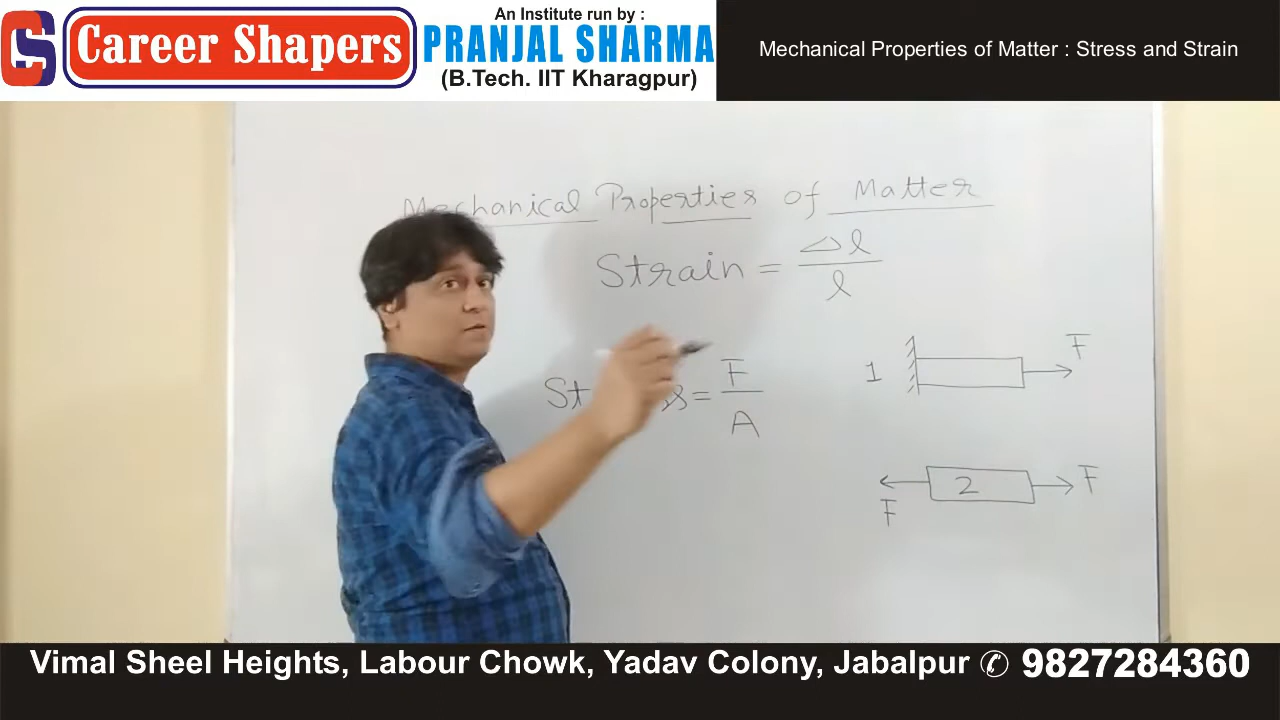 CS
Career Shapers
An Institute run by :
PRANJAL SHARMA
(B.Tech. IIT Kharagpur)
Mechanical Properties of Matter : Stress and Strain
Mechanical Properties of Matter
Strain = Δl / l
= F / A
1
F
2
F
F
Vimal Sheel Heights, Labour Chowk, Yadav Colony, Jabalpur ✆ 9827284360